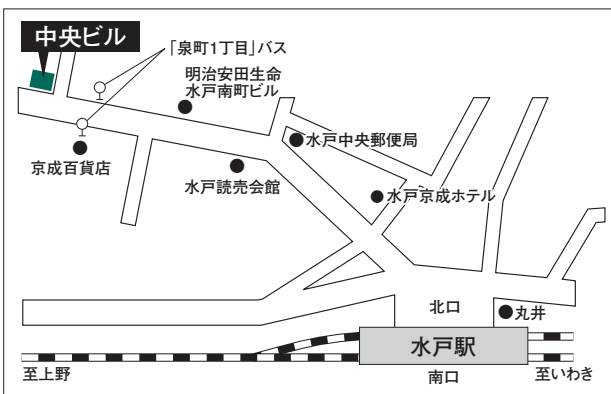 中央ビル
「泉町1丁目」バス
明治安田生命
水戸南町ビル
水戸中央郵便局
京成百貨店
水戸読売会館
水戸京成ホテル
北口
丸井
水戸駅
至上野
南口
至いわき